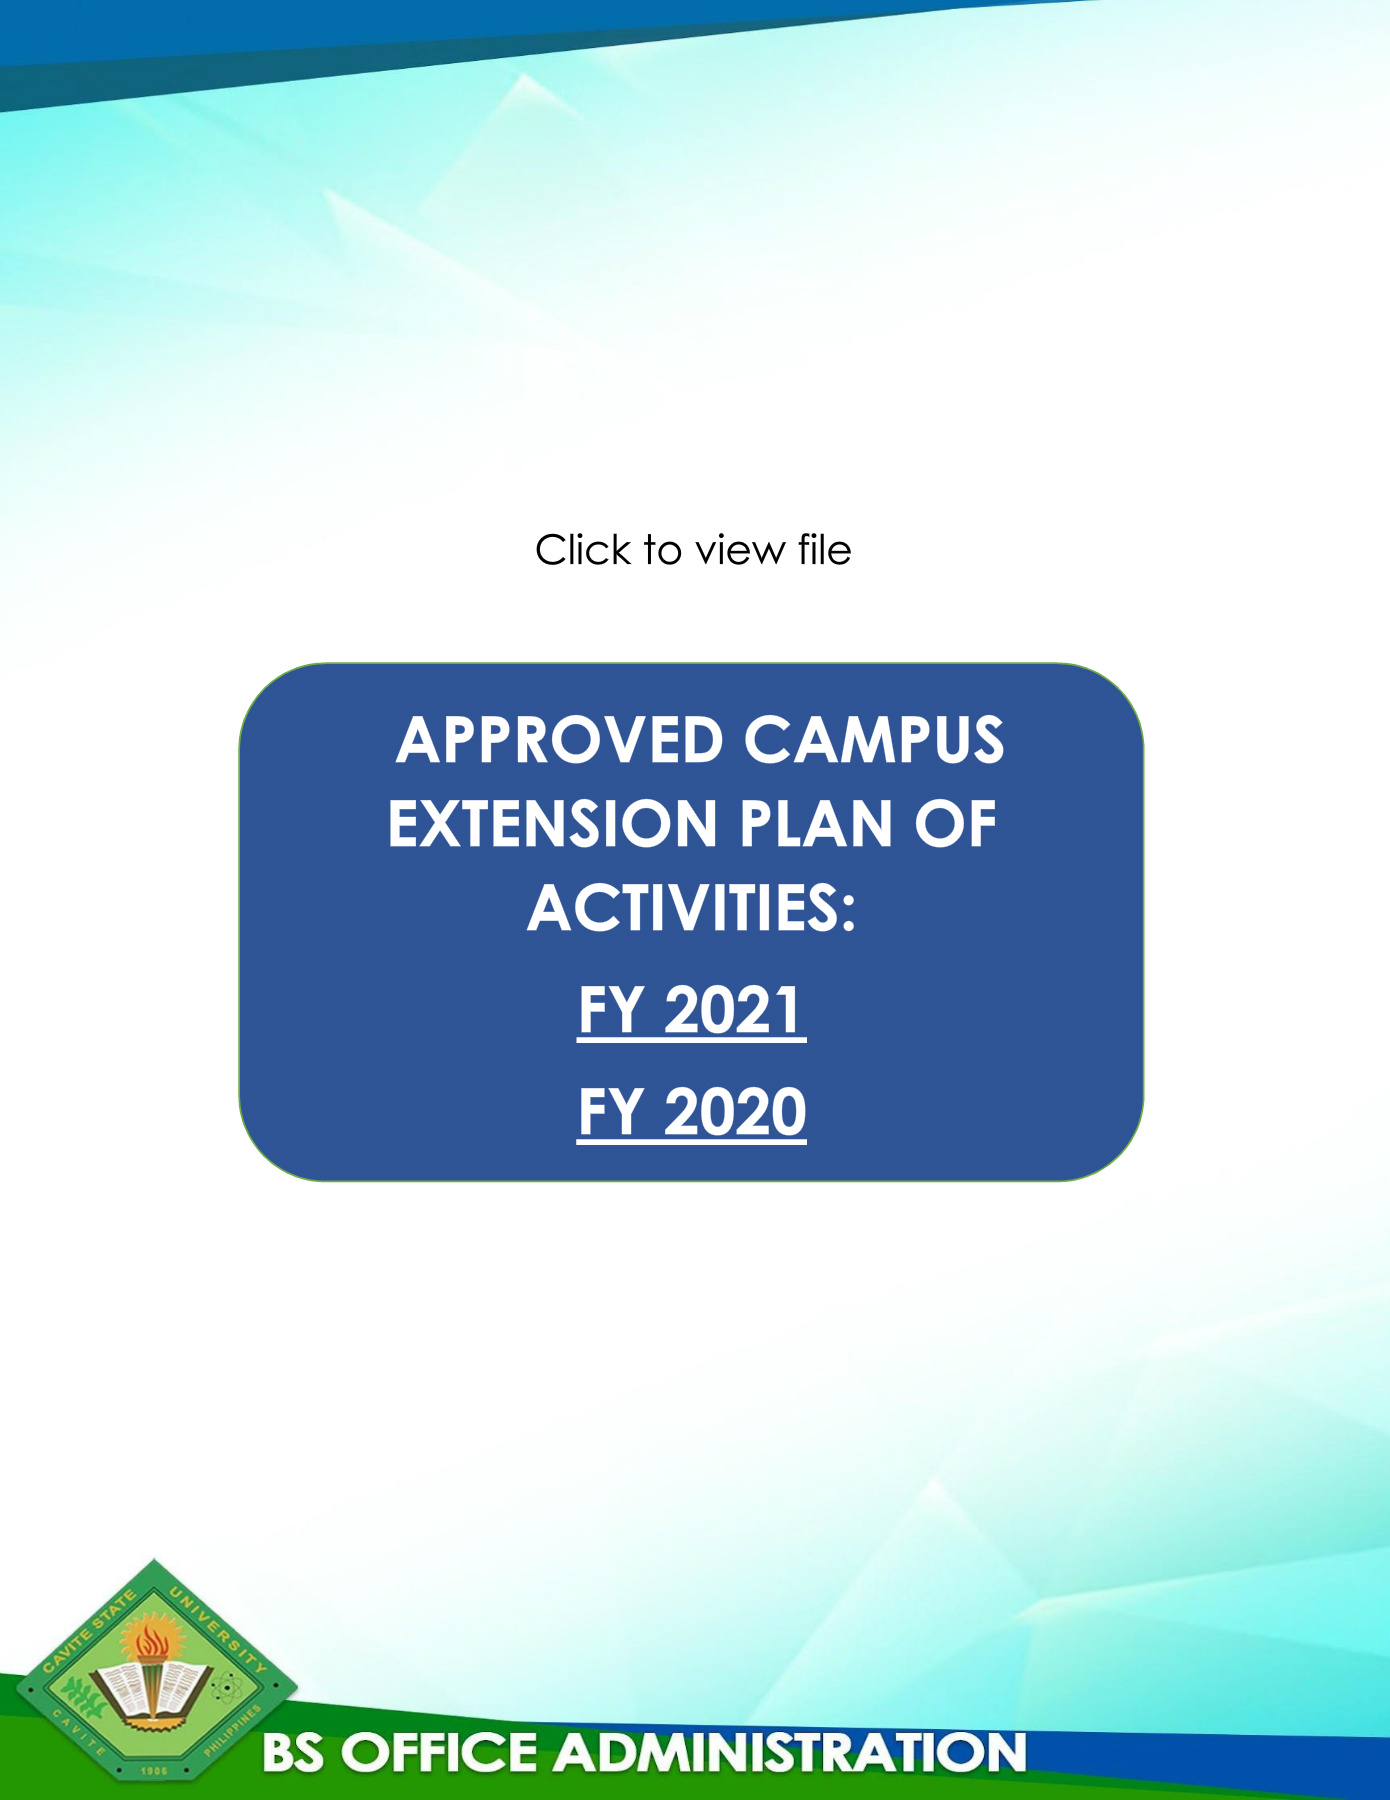 Click to view file
APPROVED CAMPUS
EXTENSION PLAN OF
ACTIVITIES:
FY 2021
FY 2020
CAVITE STATE UNIVERSITY
CAVITE PHILIPPINES
1906
BS OFFICE ADMINISTRATION